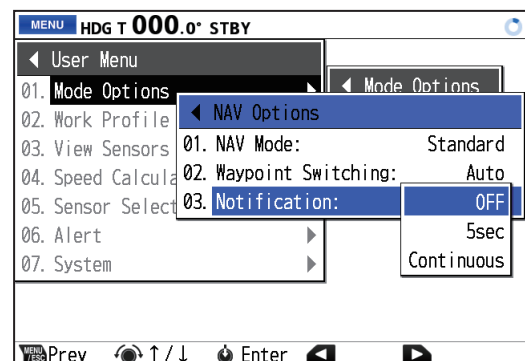 MENU HDG T 000.0° STBY
User Menu
01. Mode Options
02. Work Profile
03. View Sensors
04. Speed Calcula
05. Sensor Select
06. Alert
07. System
Mode Options
NAV Options
01. NAV Mode: Standard
02. Waypoint Switching: Auto
03. Notification: OFF
5sec
Continuous
MENU/ESC Prev ↑/↓ Enter